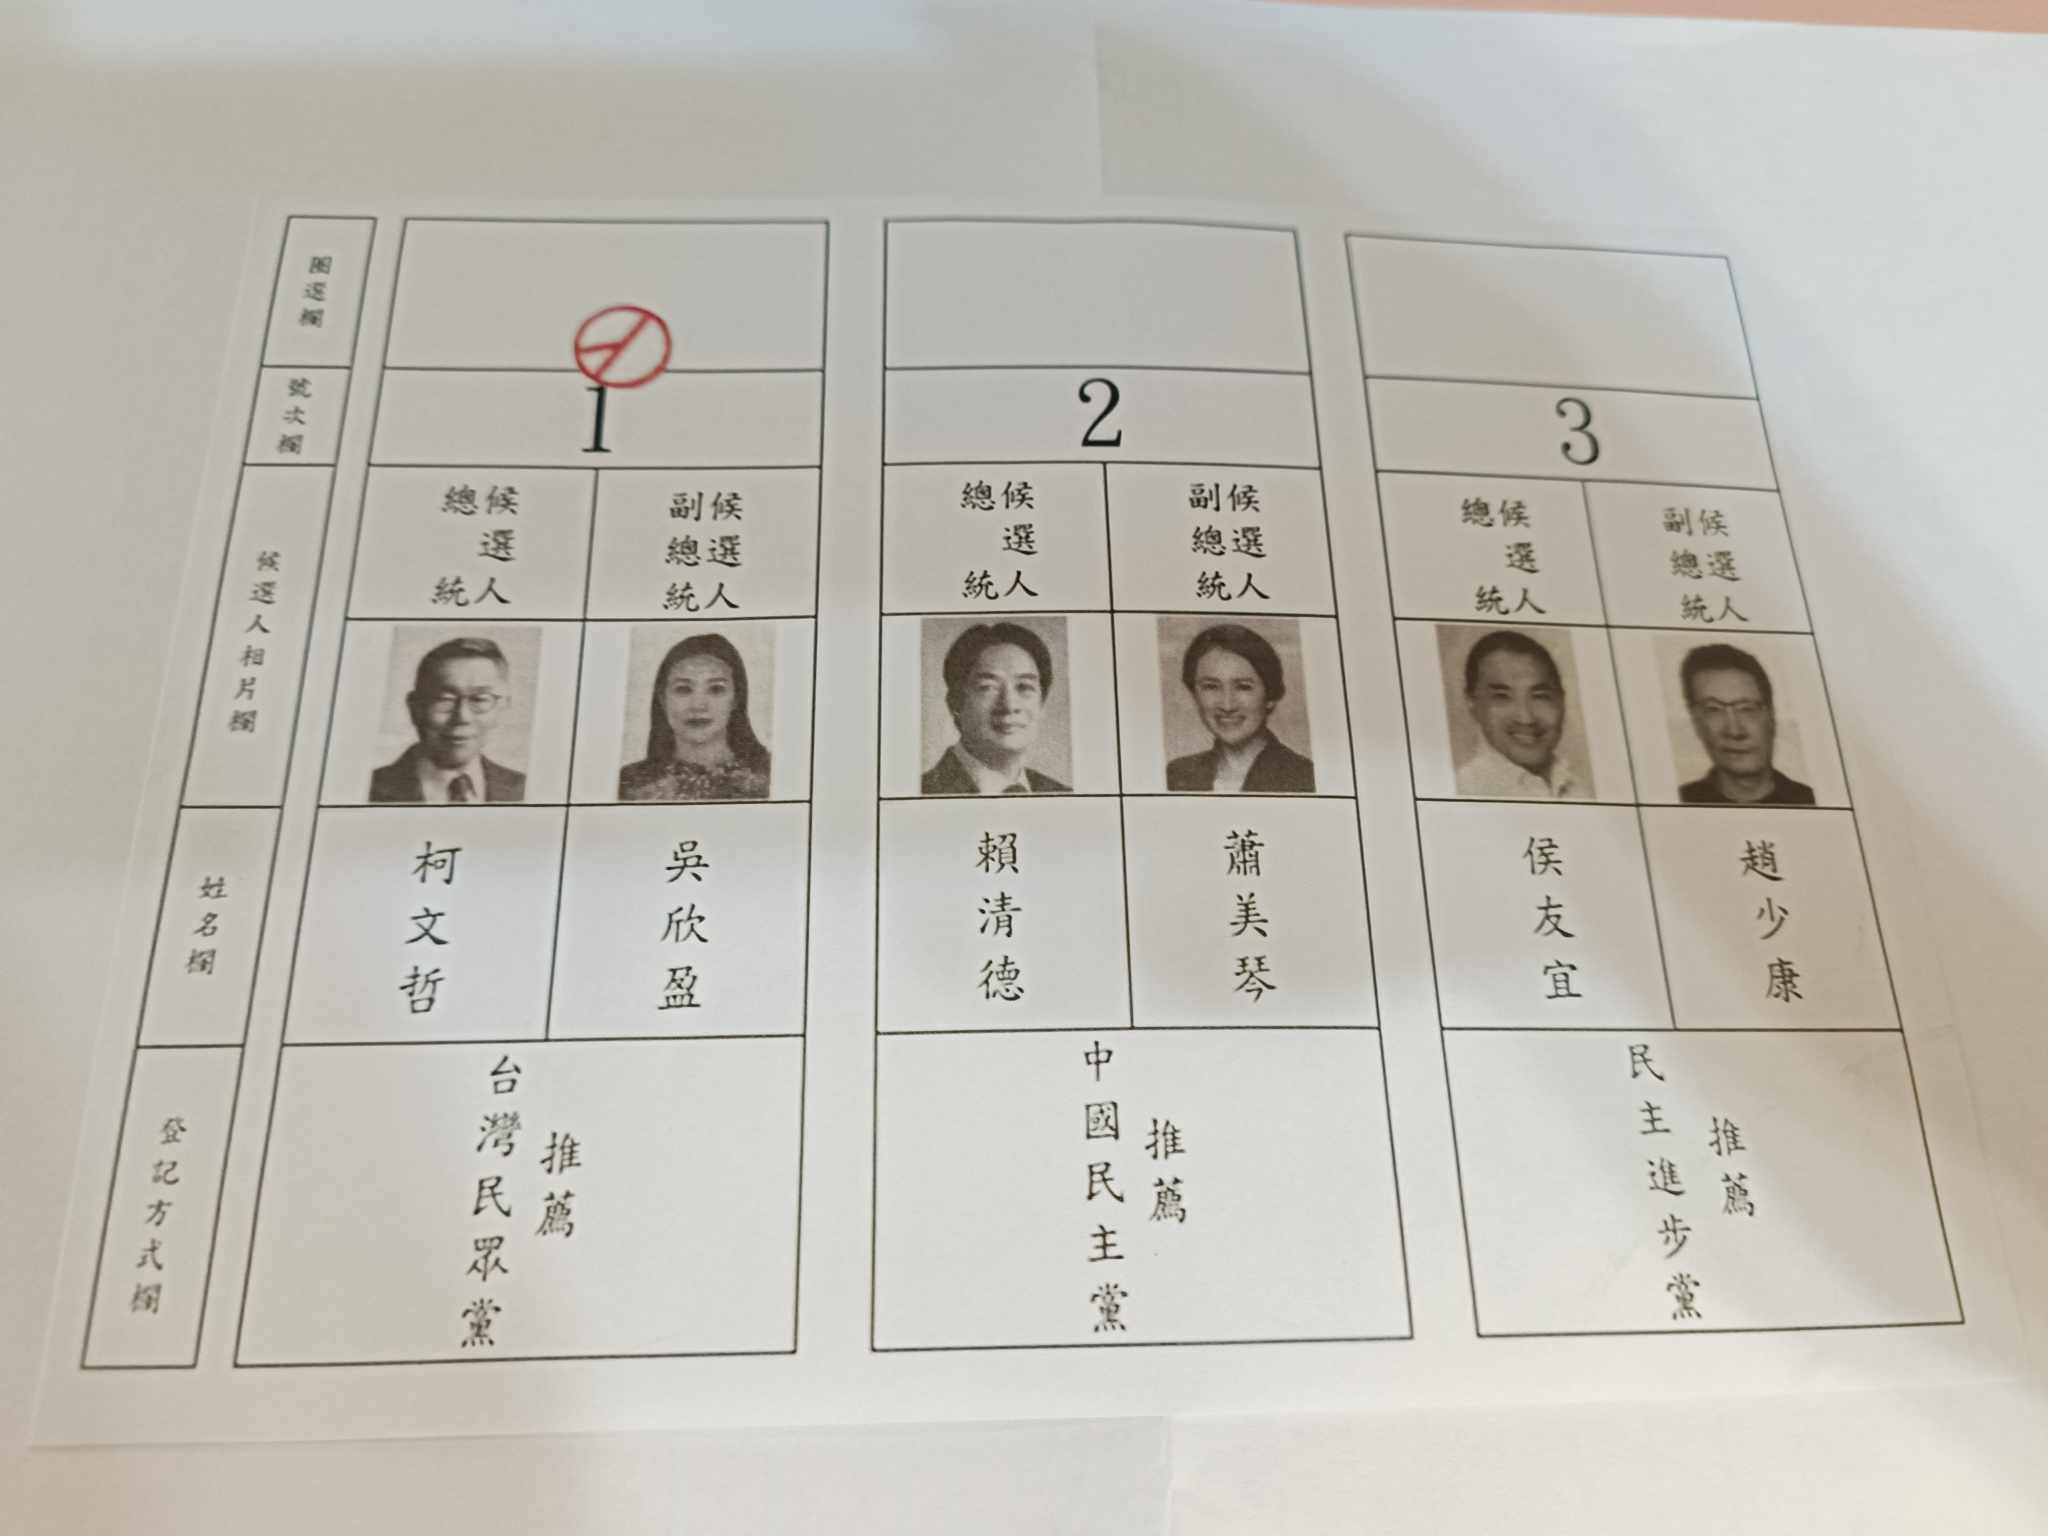 圈選欄
號次欄
候選人相片欄
姓名欄
登記方式欄
1
總統
候選人
副總統
候選人
柯文哲
吳欣盈
台灣民眾黨
推薦
2
總統
候選人
副總統
候選人
賴清德
蕭美琴
中國民主黨
推薦
3
總統
候選人
副總統
候選人
侯友宜
趙少康
民主進步黨
推薦